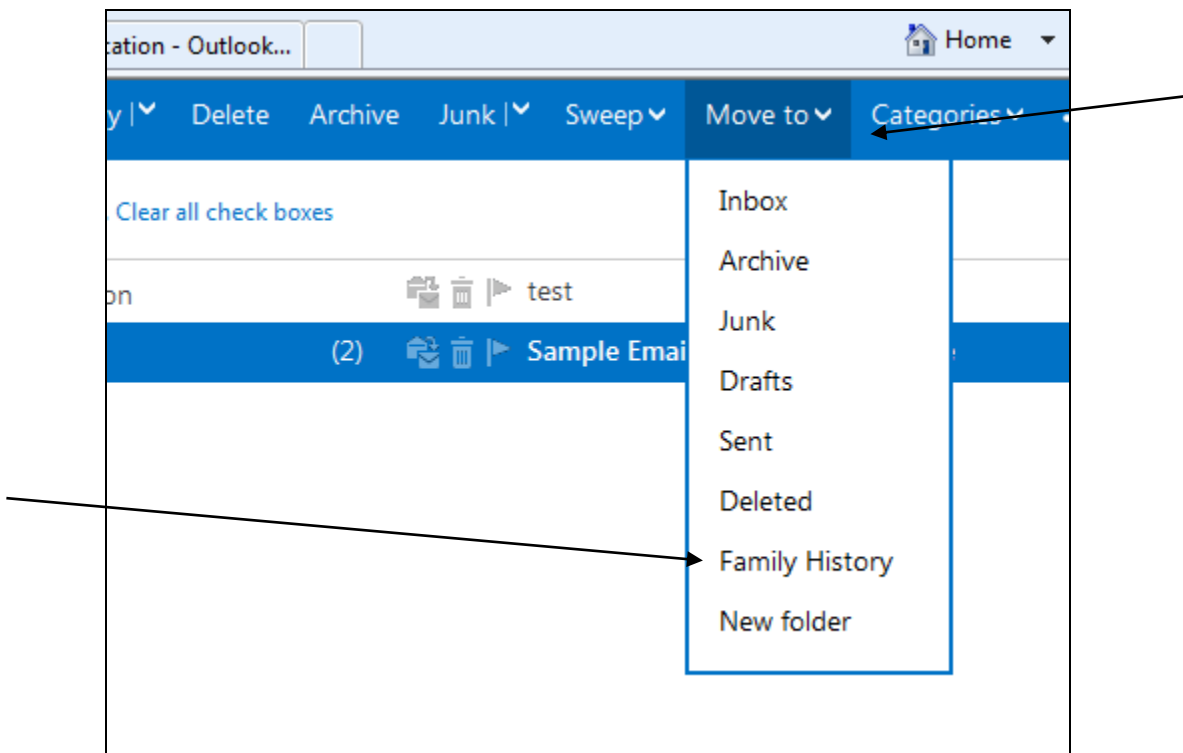 tation - Outlook...
Home
y Delete Archive Junk Sweep Move to Categories
Clear all check boxes
Inbox
Archive
on test
Junk
(2) Sample Emai
Drafts
Sent
Deleted
Family History
New folder